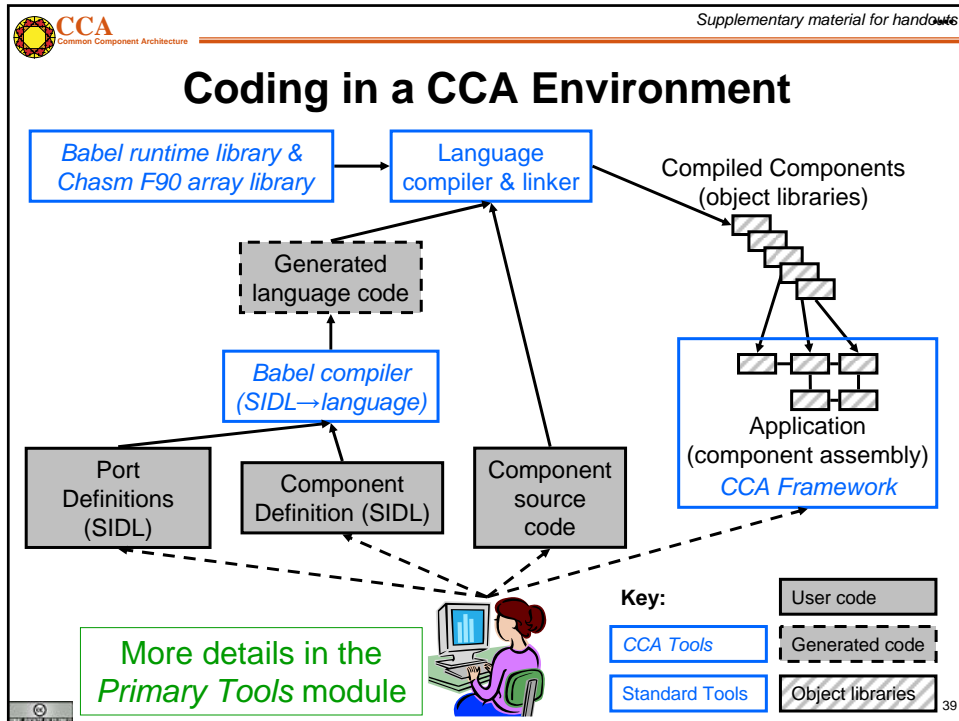 CCA
Common Component Architecture
Supplementary material for handouts
Coding in a CCA Environment
Babel runtime library &
Chasm F90 array library
Language
compiler & linker
Compiled Components
(object libraries)
Generated
language code
Babel compiler
(SIDL→language)
Port
Definitions
(SIDL)
Component
Definition (SIDL)
Component
source
code
Application
(component assembly)
CCA Framework
More details in the
Primary Tools module
Key:
User code
CCA Tools
Generated code
Standard Tools
Object libraries
39